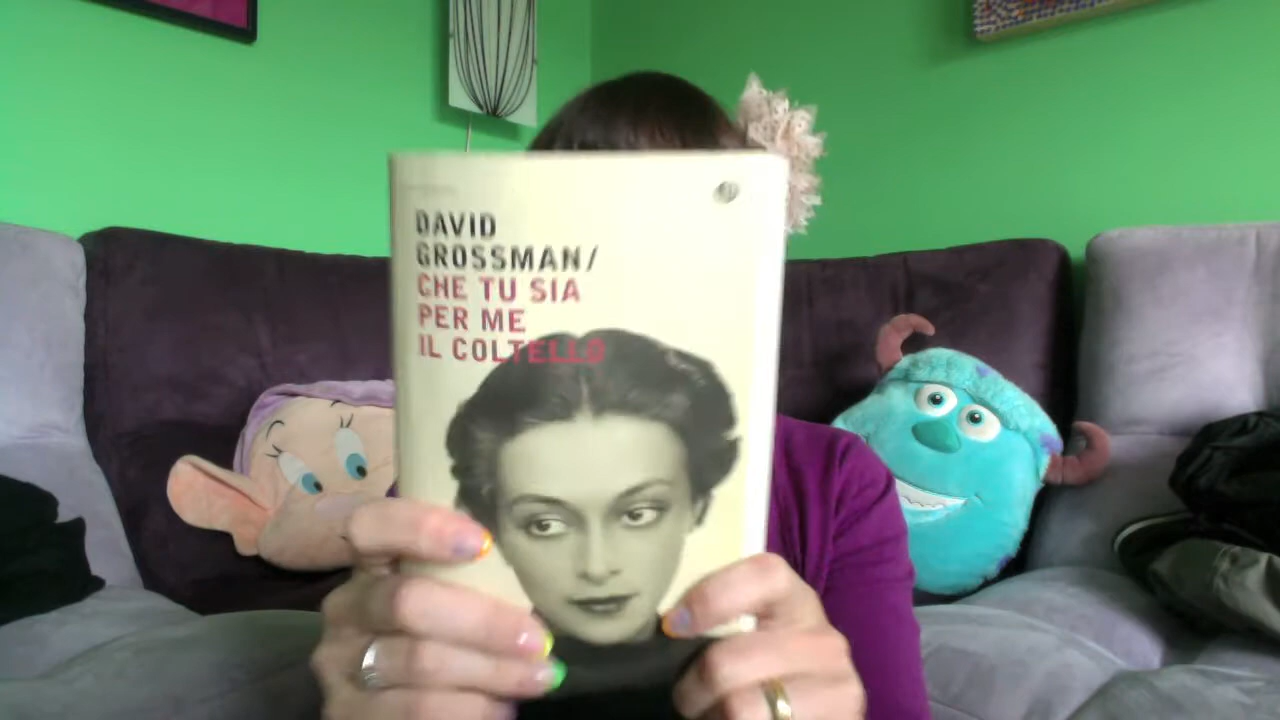 DAVID
GROSSMAN/
CHE TU SIA
PER ME
IL COLTELLO